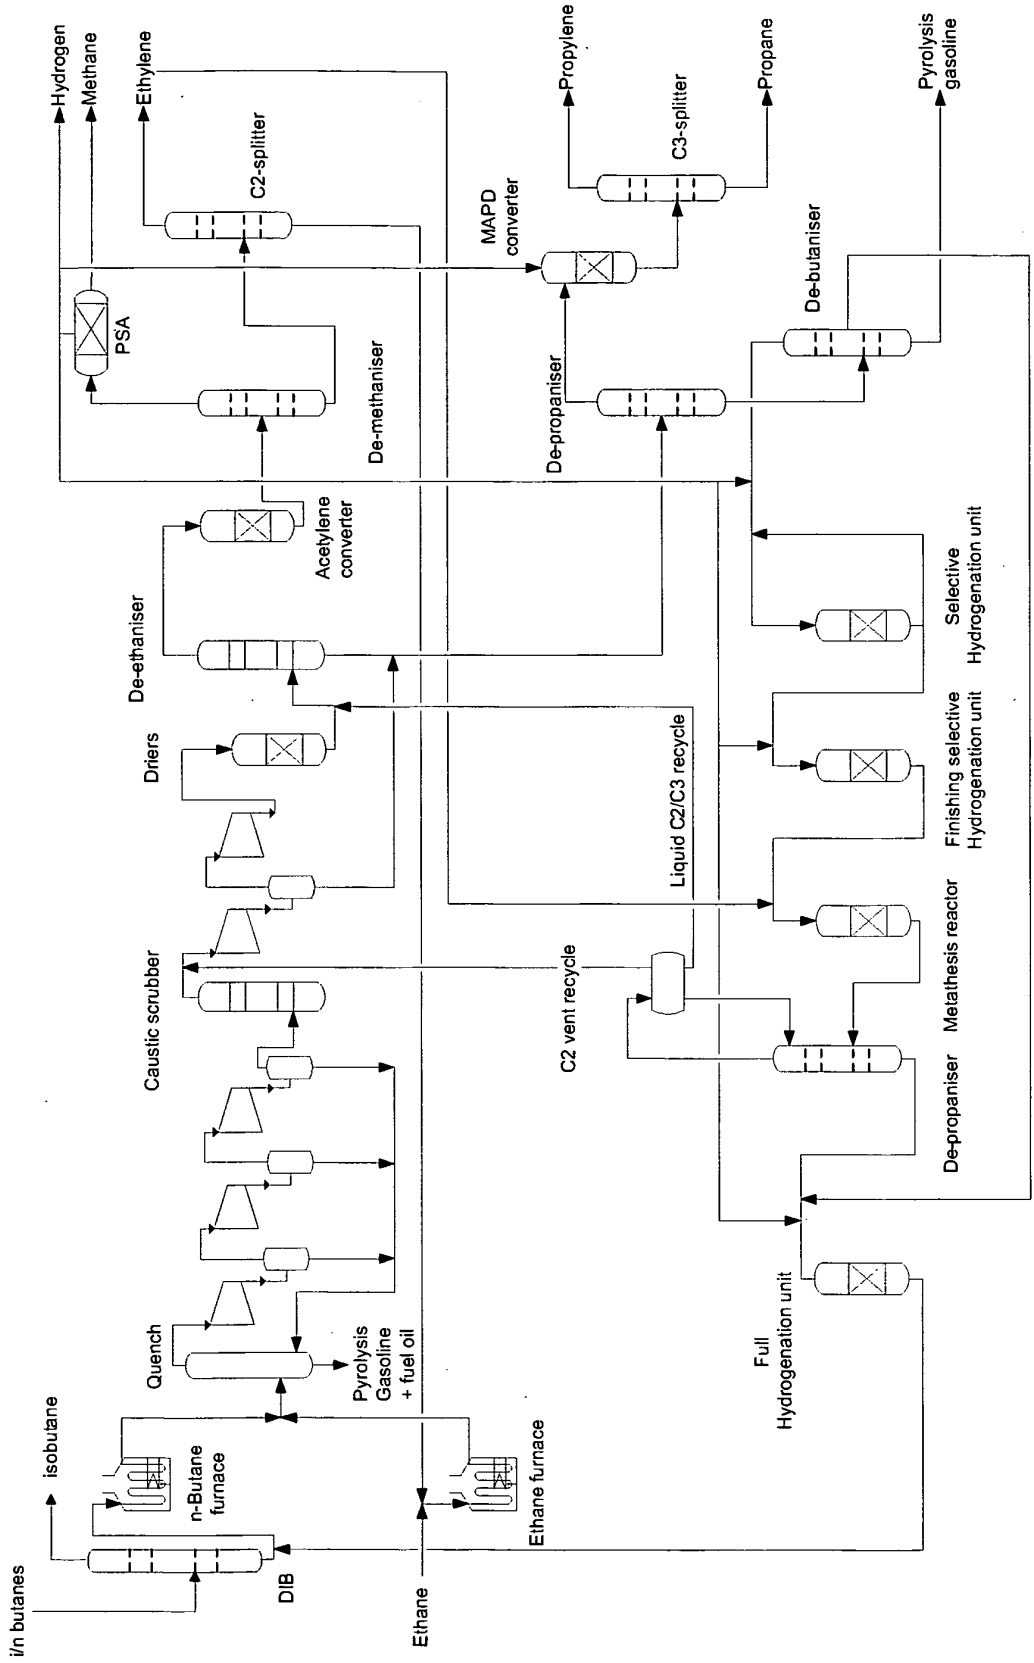 i/n butanes
isobutane
DIB
n-Butane
furnace
Ethane
Ethane furnace
Quench
Pyrolysis
Gasoline
+ fuel oil
Caustic scrubber
Driers
De-ethaniser
Acetylene
converter
De-methaniser
PSA
C2-splitter
Hydrogen
Methane
Ethylene
De-propaniser
MAPD
converter
C3-splitter
Propylene
Propane
De-butaniser
Pyrolysis
gasoline
C2 vent recycle
Liquid C2/C3 recycle
Full
Hydrogenation unit
De-propaniser
Metathesis reactor
Finishing selective
Hydrogenation unit
Selective
Hydrogenation unit